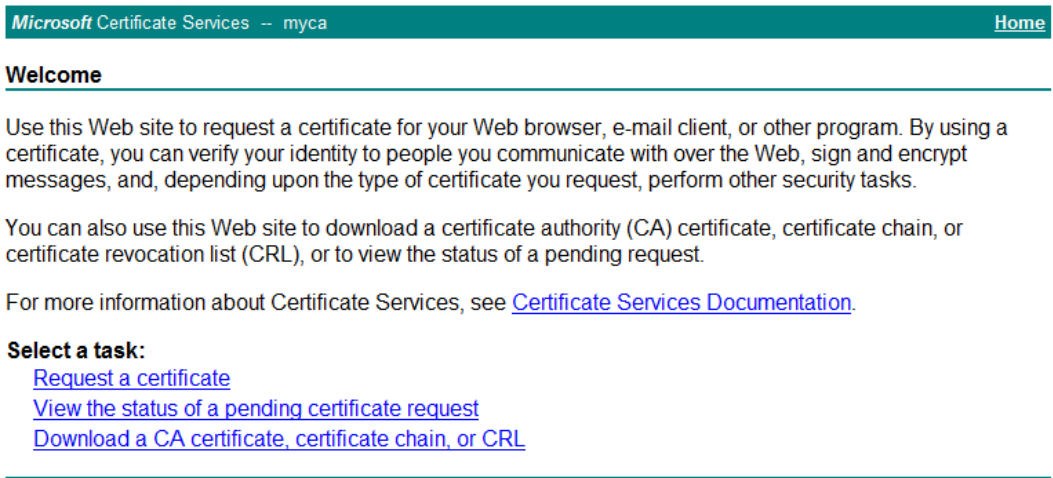 Microsoft Certificate Services -- myca Home
Welcome
Use this Web site to request a certificate for your Web browser, e-mail client, or other program. By using a
certificate, you can verify your identity to people you communicate with over the Web, sign and encrypt
messages, and, depending upon the type of certificate you request, perform other security tasks.
You can also use this Web site to download a certificate authority (CA) certificate, certificate chain, or
certificate revocation list (CRL), or to view the status of a pending request.
For more information about Certificate Services, see Certificate Services Documentation.
Select a task:
Request a certificate
View the status of a pending certificate request
Download a CA certificate, certificate chain, or CRL